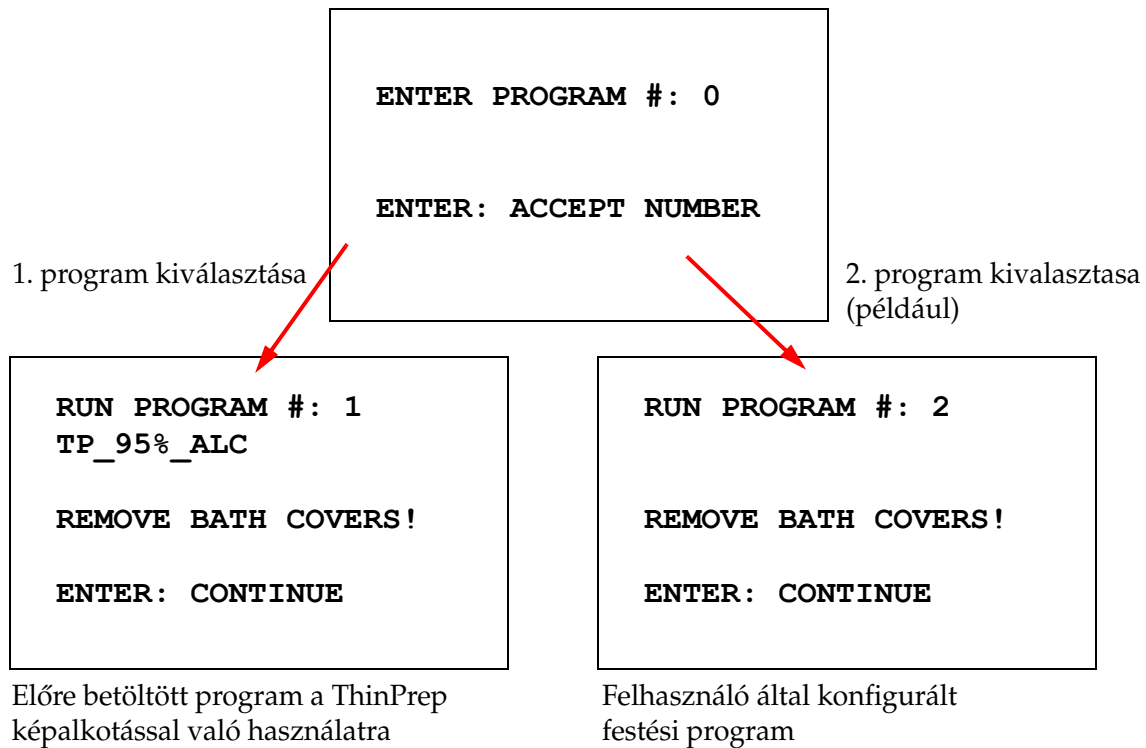 ENTER PROGRAM #: 0
ENTER: ACCEPT NUMBER
1. program kiválasztása
2. program kivalasztasa
(például)
RUN PROGRAM #: 1
TP_95%_ALC
REMOVE BATH COVERS!
ENTER: CONTINUE
RUN PROGRAM #: 2
REMOVE BATH COVERS!
ENTER: CONTINUE
Előre betöltött program a ThinPrep
képalkotással való használatra
Felhasználó által konfigurált
festési program